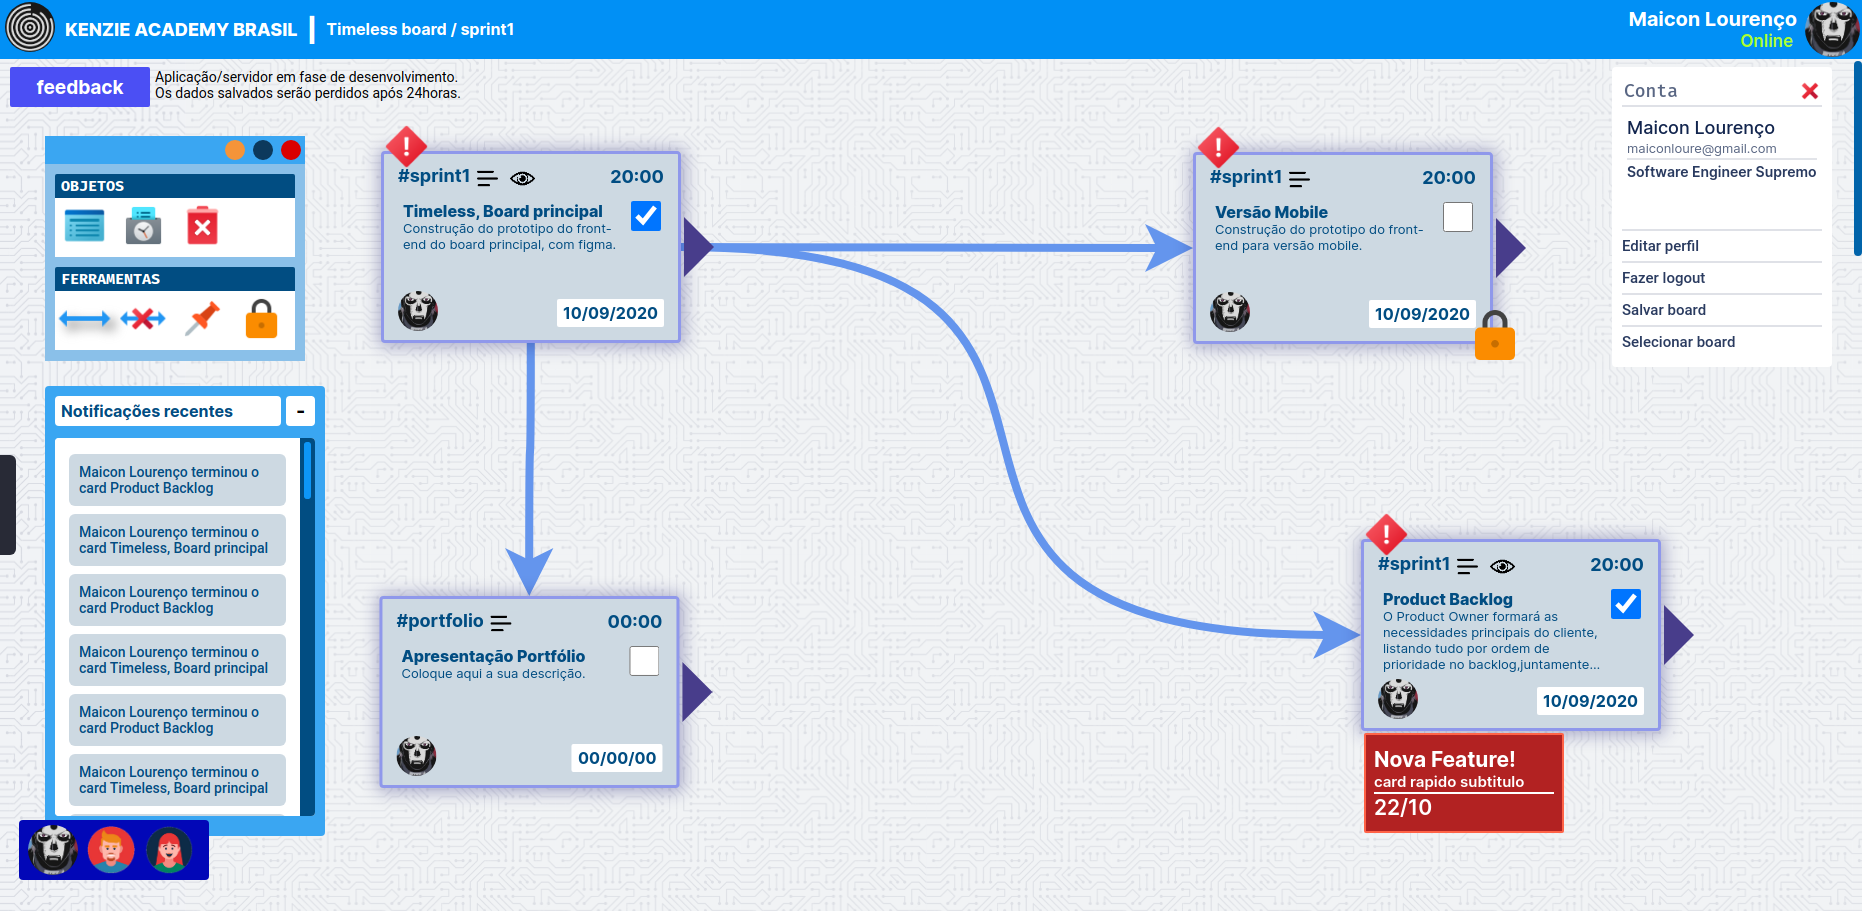 KENZIE ACADEMY BRASIL
Timeless board / sprint1
Maicon Lourenço
Online
feedback
Aplicação/servidor em fase de desenvolvimento.
Os dados salvados serão perdidos após 24horas.
OBJETOS
FERRAMENTAS
Notificações recentes
-
Maicon Lourenço terminou o
card Product Backlog
Maicon Lourenço terminou o
card Timeless, Board principal
Maicon Lourenço terminou o
card Product Backlog
Maicon Lourenço terminou o
card Timeless, Board principal
Maicon Lourenço terminou o
card Product Backlog
Maicon Lourenço terminou o
card Timeless, Board principal
#sprint1
20:00
Timeless, Board principal
Construção do prototipo do front-
end do board principal, com figma.
10/09/2020
#sprint1
20:00
Versão Mobile
Construção do prototipo do front-
end para versão mobile.
10/09/2020
#portfolio
00:00
Apresentação Portfólio
Coloque aqui a sua descrição.
00/00/00
#sprint1
20:00
Product Backlog
O Product Owner formará as
necessidades principais do cliente,
listando tudo por ordem de
prioridade no backlog,juntamente...
10/09/2020
Nova Feature!
card rapido subtitulo
22/10
Conta
Maicon Lourenço
maiconloure@gmail.com
Software Engineer Supremo
Editar perfil
Fazer logout
Salvar board
Selecionar board